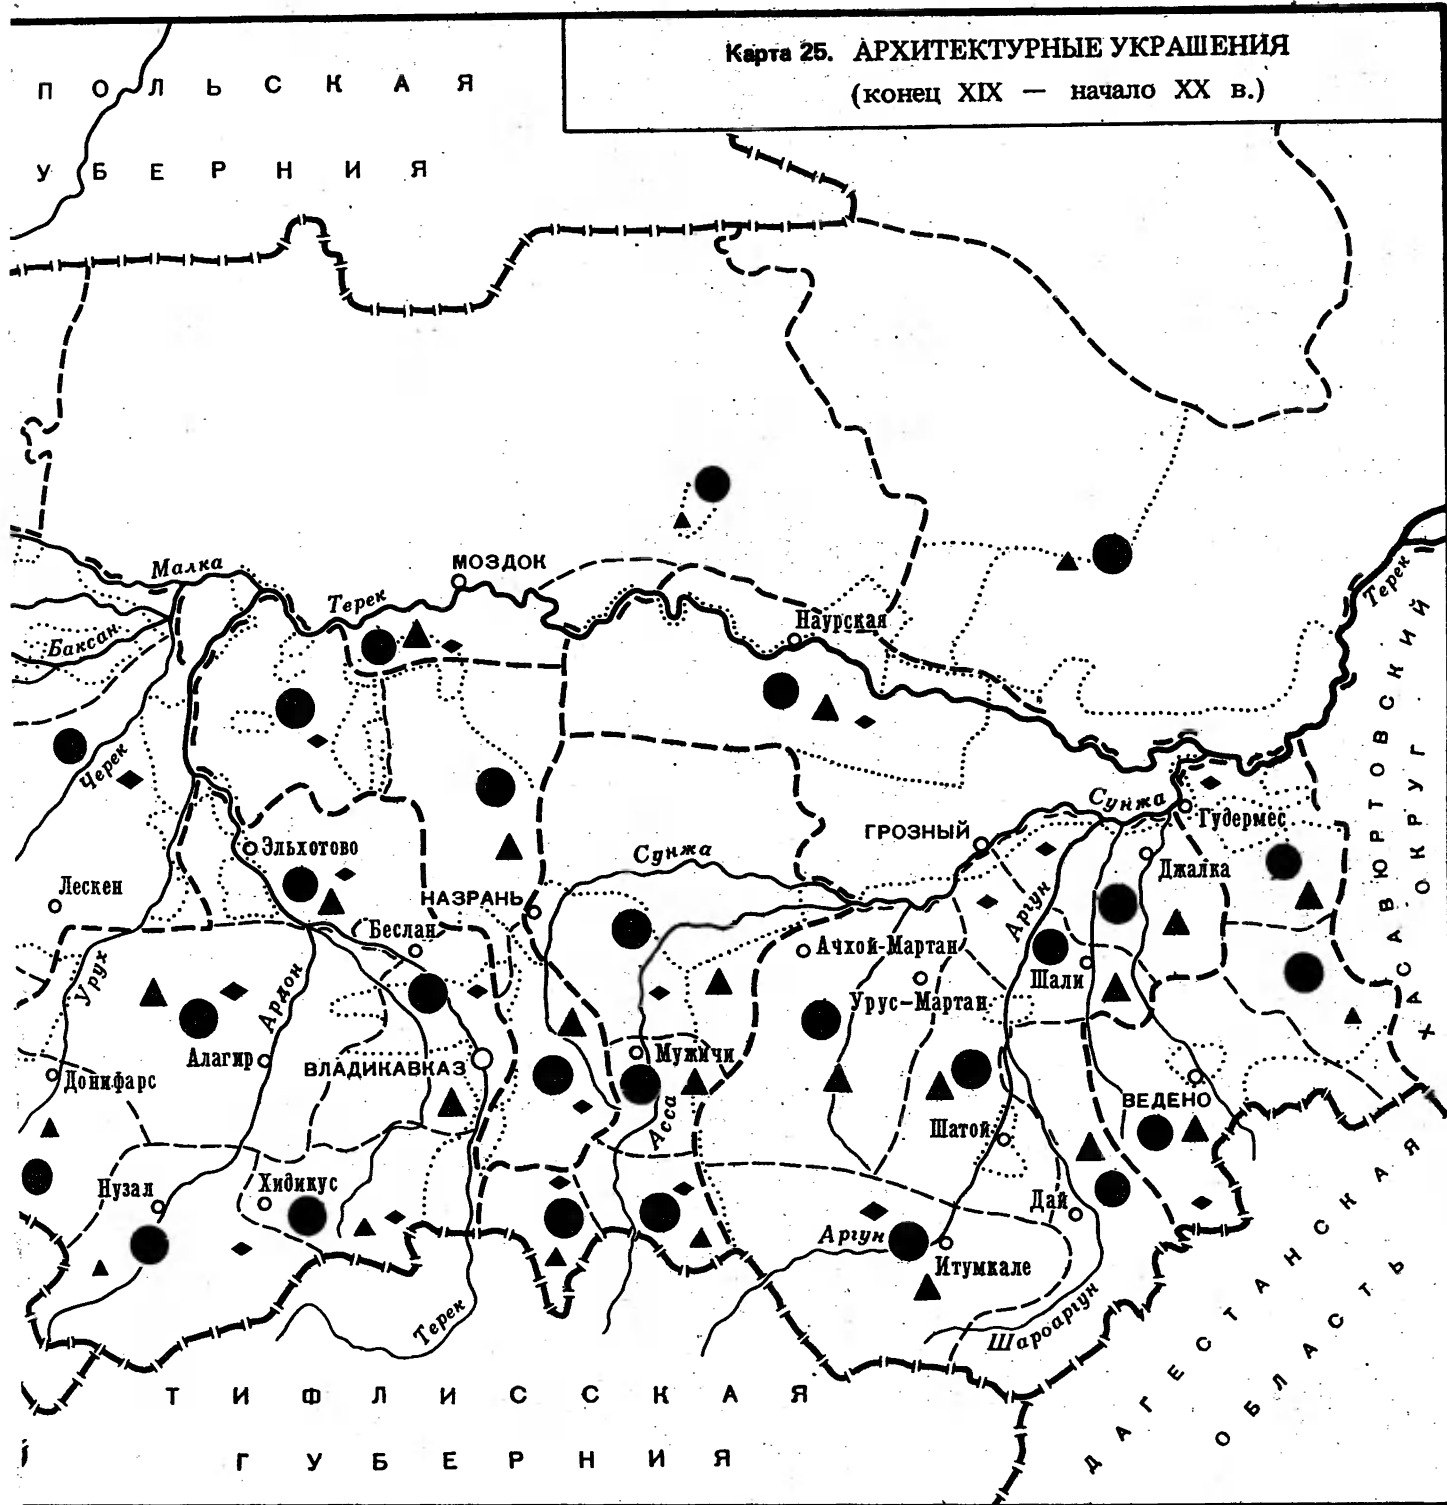 Карта 25. АРХИТЕКТУРНЫЕ УКРАШЕНИЯ
(конец XIX — начало XX в.)
ПОЛЬСКАЯ
УБЕРНИЯ
Малка
МОЗДОК
Терек
Баксан
Наурская
Терек
Черек
Сунжа
Гудермес
ГРОЗНЫЙ
Эльхотово
Сунжа
Джалка
Лескен
НАЗРАНЬ
Аргун
Беслан
Ачхой-Мартан
Шали
Урус-Мартан
Урух
Ардон
Алагир
ВЛАДИКАВКАЗ
Мужичи
Донифарс
Асса
ВЕДЕНО
Шатой
Нузал
Хидикус
Дай
Аргун
Итумкале
Шароаргун
Терек
ХАСАВЮРТОВСКИЙ
ОКРУГ
ДАГЕСТАНСКАЯ
ОБЛАСТЬ
ТИФЛИССКАЯ
ГУБЕРНИЯ